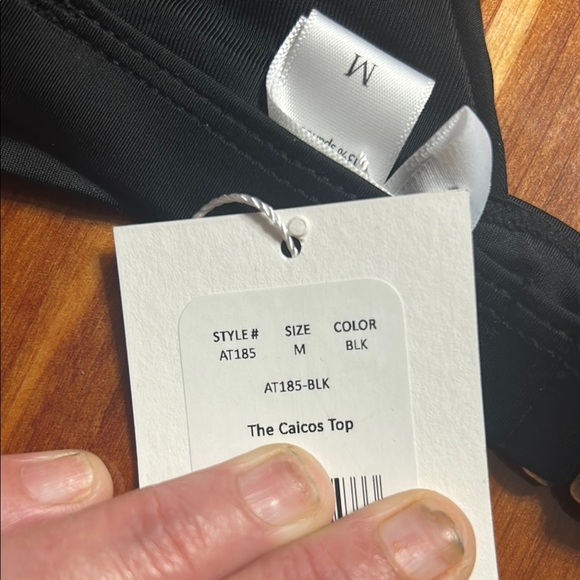 M
STYLE # SIZE COLOR
AT185 M BLK
AT185-BLK
The Caicos Top